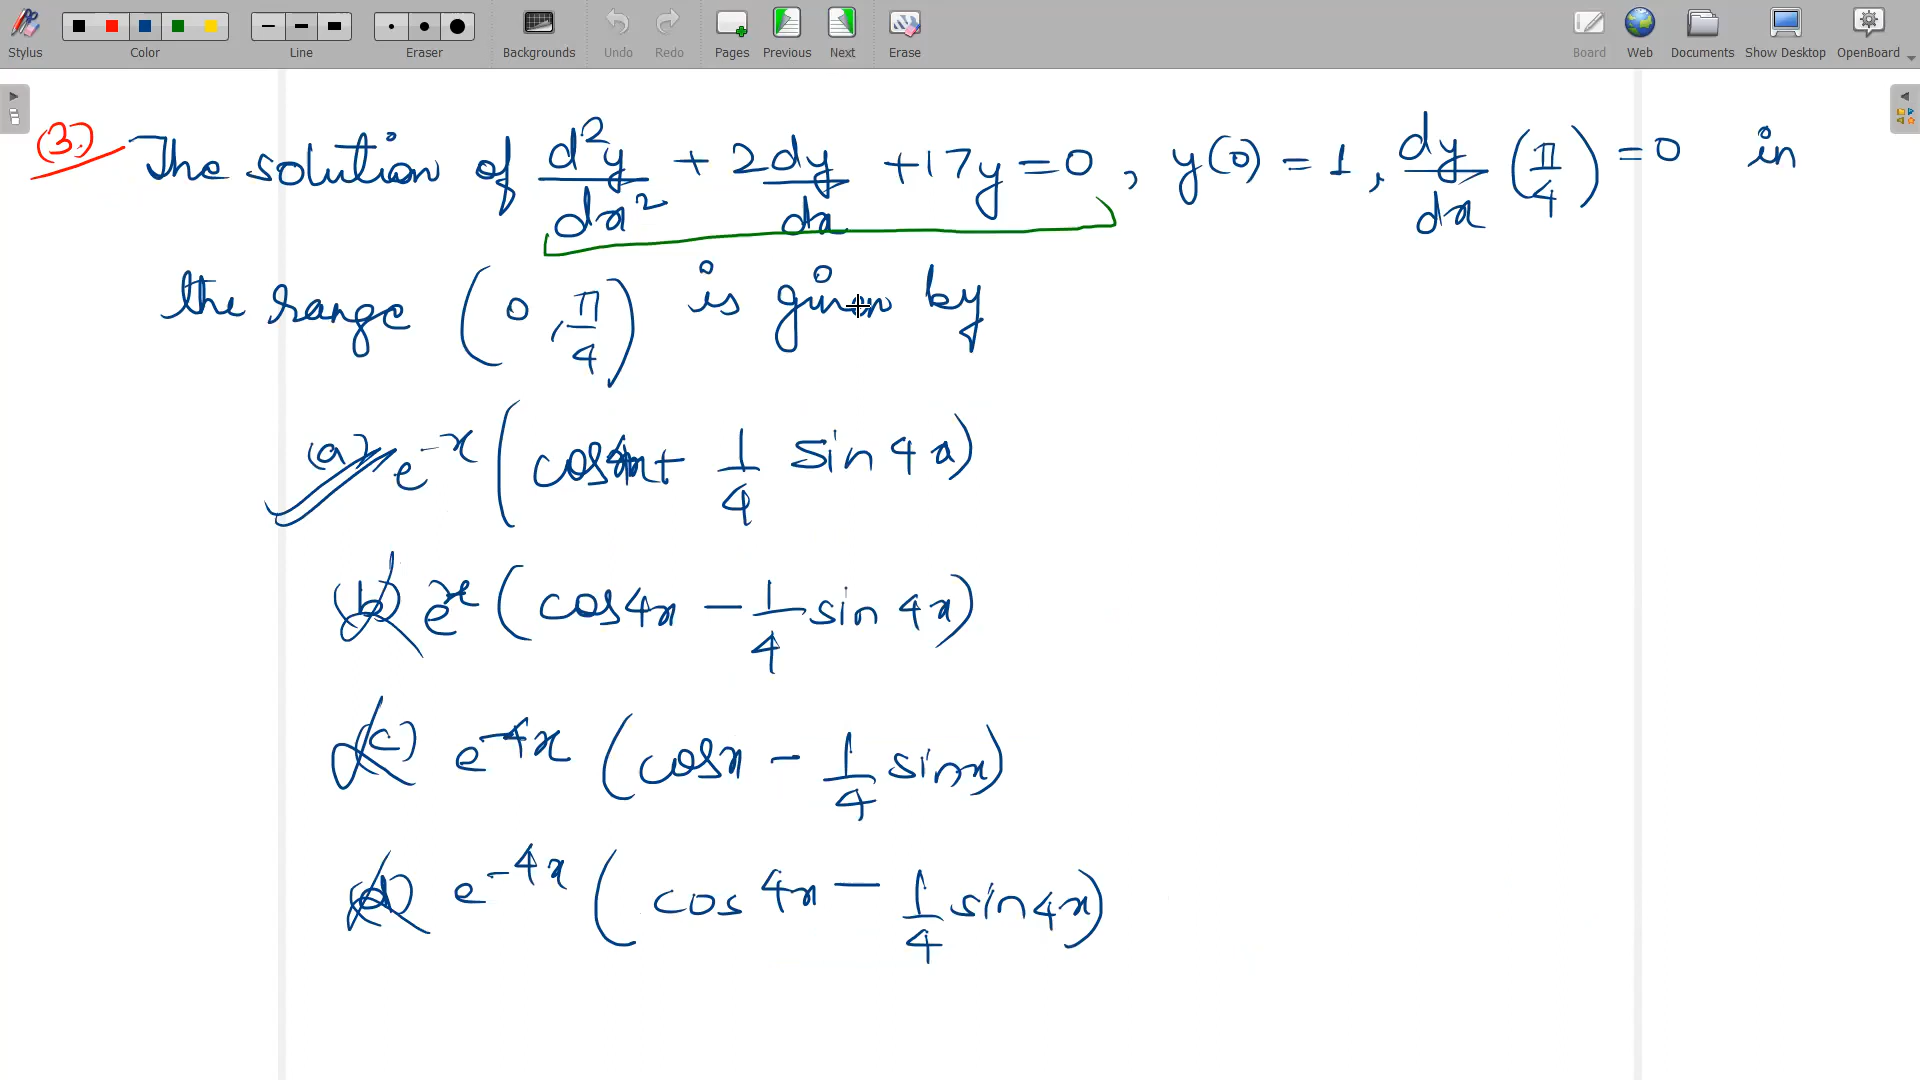 Stylus Color Line Eraser Backgrounds Undo Redo Pages Previous Next Erase Board Web Documents Show Desktop OpenBoard
(3.) The solution of d²y/dx² + 2dy/dx + 17y = 0, y(0) = 1, dy/dx (π/4) = 0 in
the range (0, π/4) is given by
(a) e^-x (cos4x + 1/4 sin 4x)
(b) e^x (cos4x - 1/4 sin 4x)
(c) e^-4x (cosx - 1/4 sinx)
(d) e^-4x (cos 4x - 1/4 sin4x)